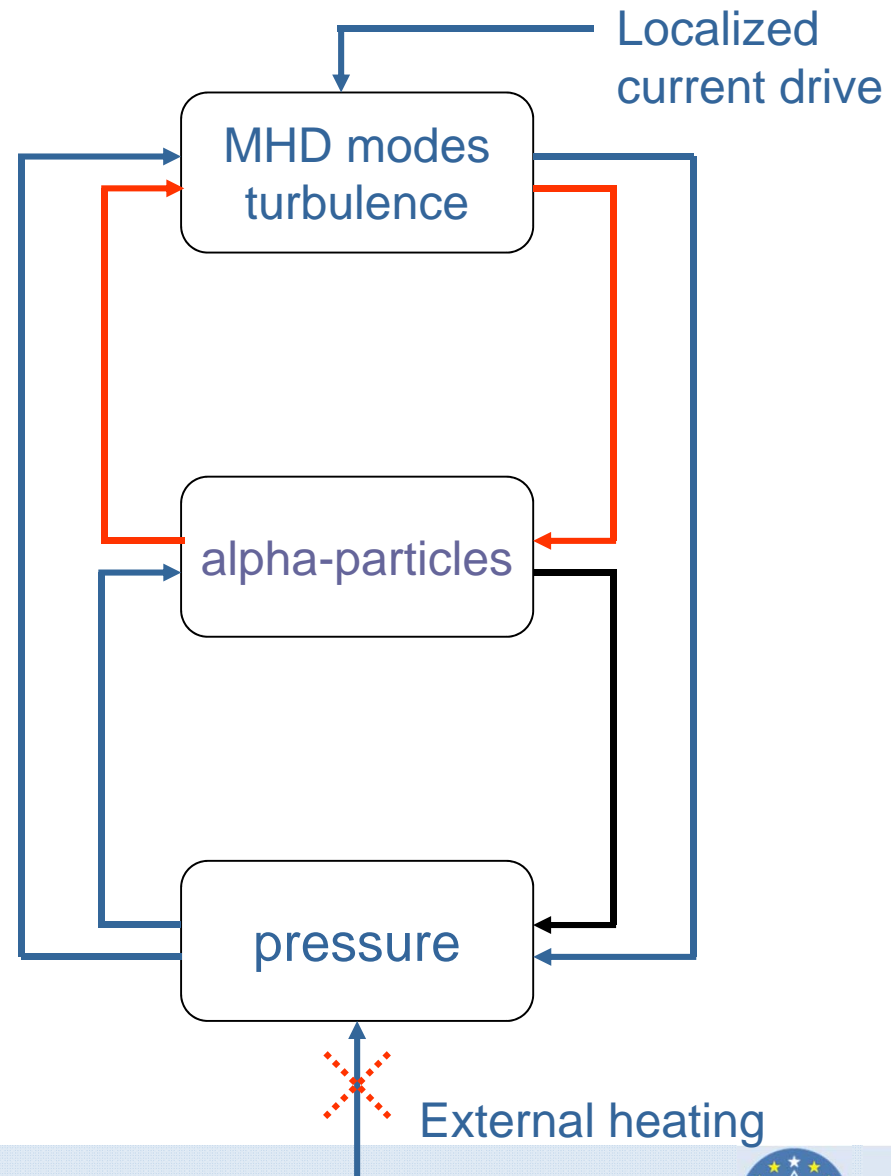 Localized
current drive
MHD modes
turbulence
alpha-particles
pressure
External heating